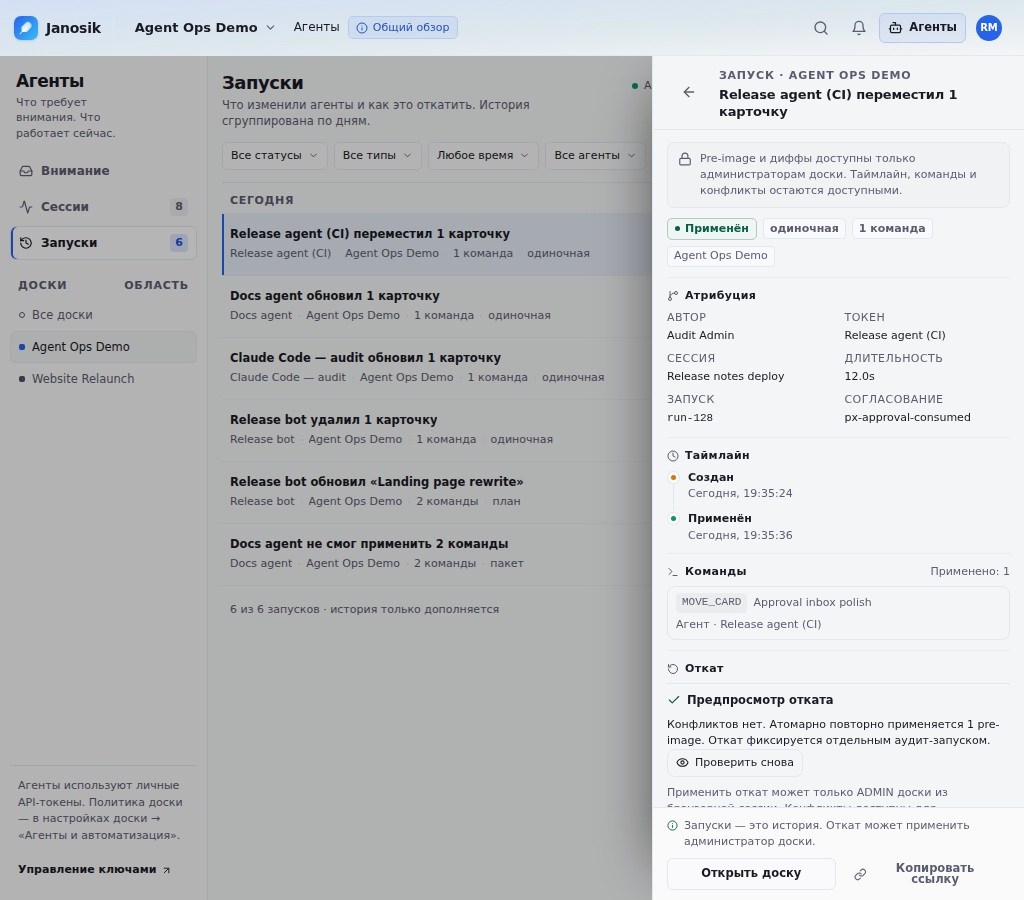 Janosik
Agent Ops Demo
Агенты
Общий обзор
Агенты
RM
Агенты
Что требует
внимания. Что
работает сейчас.
Внимание
Сессии 8
Запуски 6
ДОСКИ ОБЛАСТЬ
Все доски
Agent Ops Demo
Website Relaunch
Агенты используют личные
API-токены. Политика доски
— в настройках доски →
«Агенты и автоматизация».
Управление ключами
Запуски
Что изменили агенты и как это откатить. История
сгруппирована по дням.
Все статусы
Все типы
Любое время
Все агенты
СЕГОДНЯ
Release agent (CI) переместил 1 карточку
Release agent (CI) · Agent Ops Demo · 1 команда · одиночная
Docs agent обновил 1 карточку
Docs agent · Agent Ops Demo · 1 команда · одиночная
Claude Code — audit обновил 1 карточку
Claude Code — audit · Agent Ops Demo · 1 команда · одиночная
Release bot удалил 1 карточку
Release bot · Agent Ops Demo · 1 команда · одиночная
Release bot обновил «Landing page rewrite»
Release bot · Agent Ops Demo · 2 команды · план
Docs agent не смог применить 2 команды
Docs agent · Agent Ops Demo · 2 команды · пакет
6 из 6 запусков · история только дополняется
ЗАПУСК · AGENT OPS DEMO
Release agent (CI) переместил 1
карточку
Pre-image и диффы доступны только
администраторам доски. Таймлайн, команды и
конфликты остаются доступными.
Применён
одиночная
1 команда
Agent Ops Demo
Атрибуция
АВТОР ТОКЕН
Audit Admin Release agent (CI)
СЕССИЯ ДЛИТЕЛЬНОСТЬ
Release notes deploy 12.0s
ЗАПУСК СОГЛАСОВАНИЕ
run-128 px-approval-consumed
Таймлайн
Создан
Сегодня, 19:35:24
Применён
Сегодня, 19:35:36
Команды Применено: 1
MOVE_CARD Approval inbox polish
Агент · Release agent (CI)
Откат
Предпросмотр отката
Конфликтов нет. Атомарно повторно применяется 1 pre-
image. Откат фиксируется отдельным аудит-запуском.
Проверить снова
Применить откат может только ADMIN доски из
Запуски — это история. Откат может применить
администратор доски.
Открыть доску
Копировать
ссылку